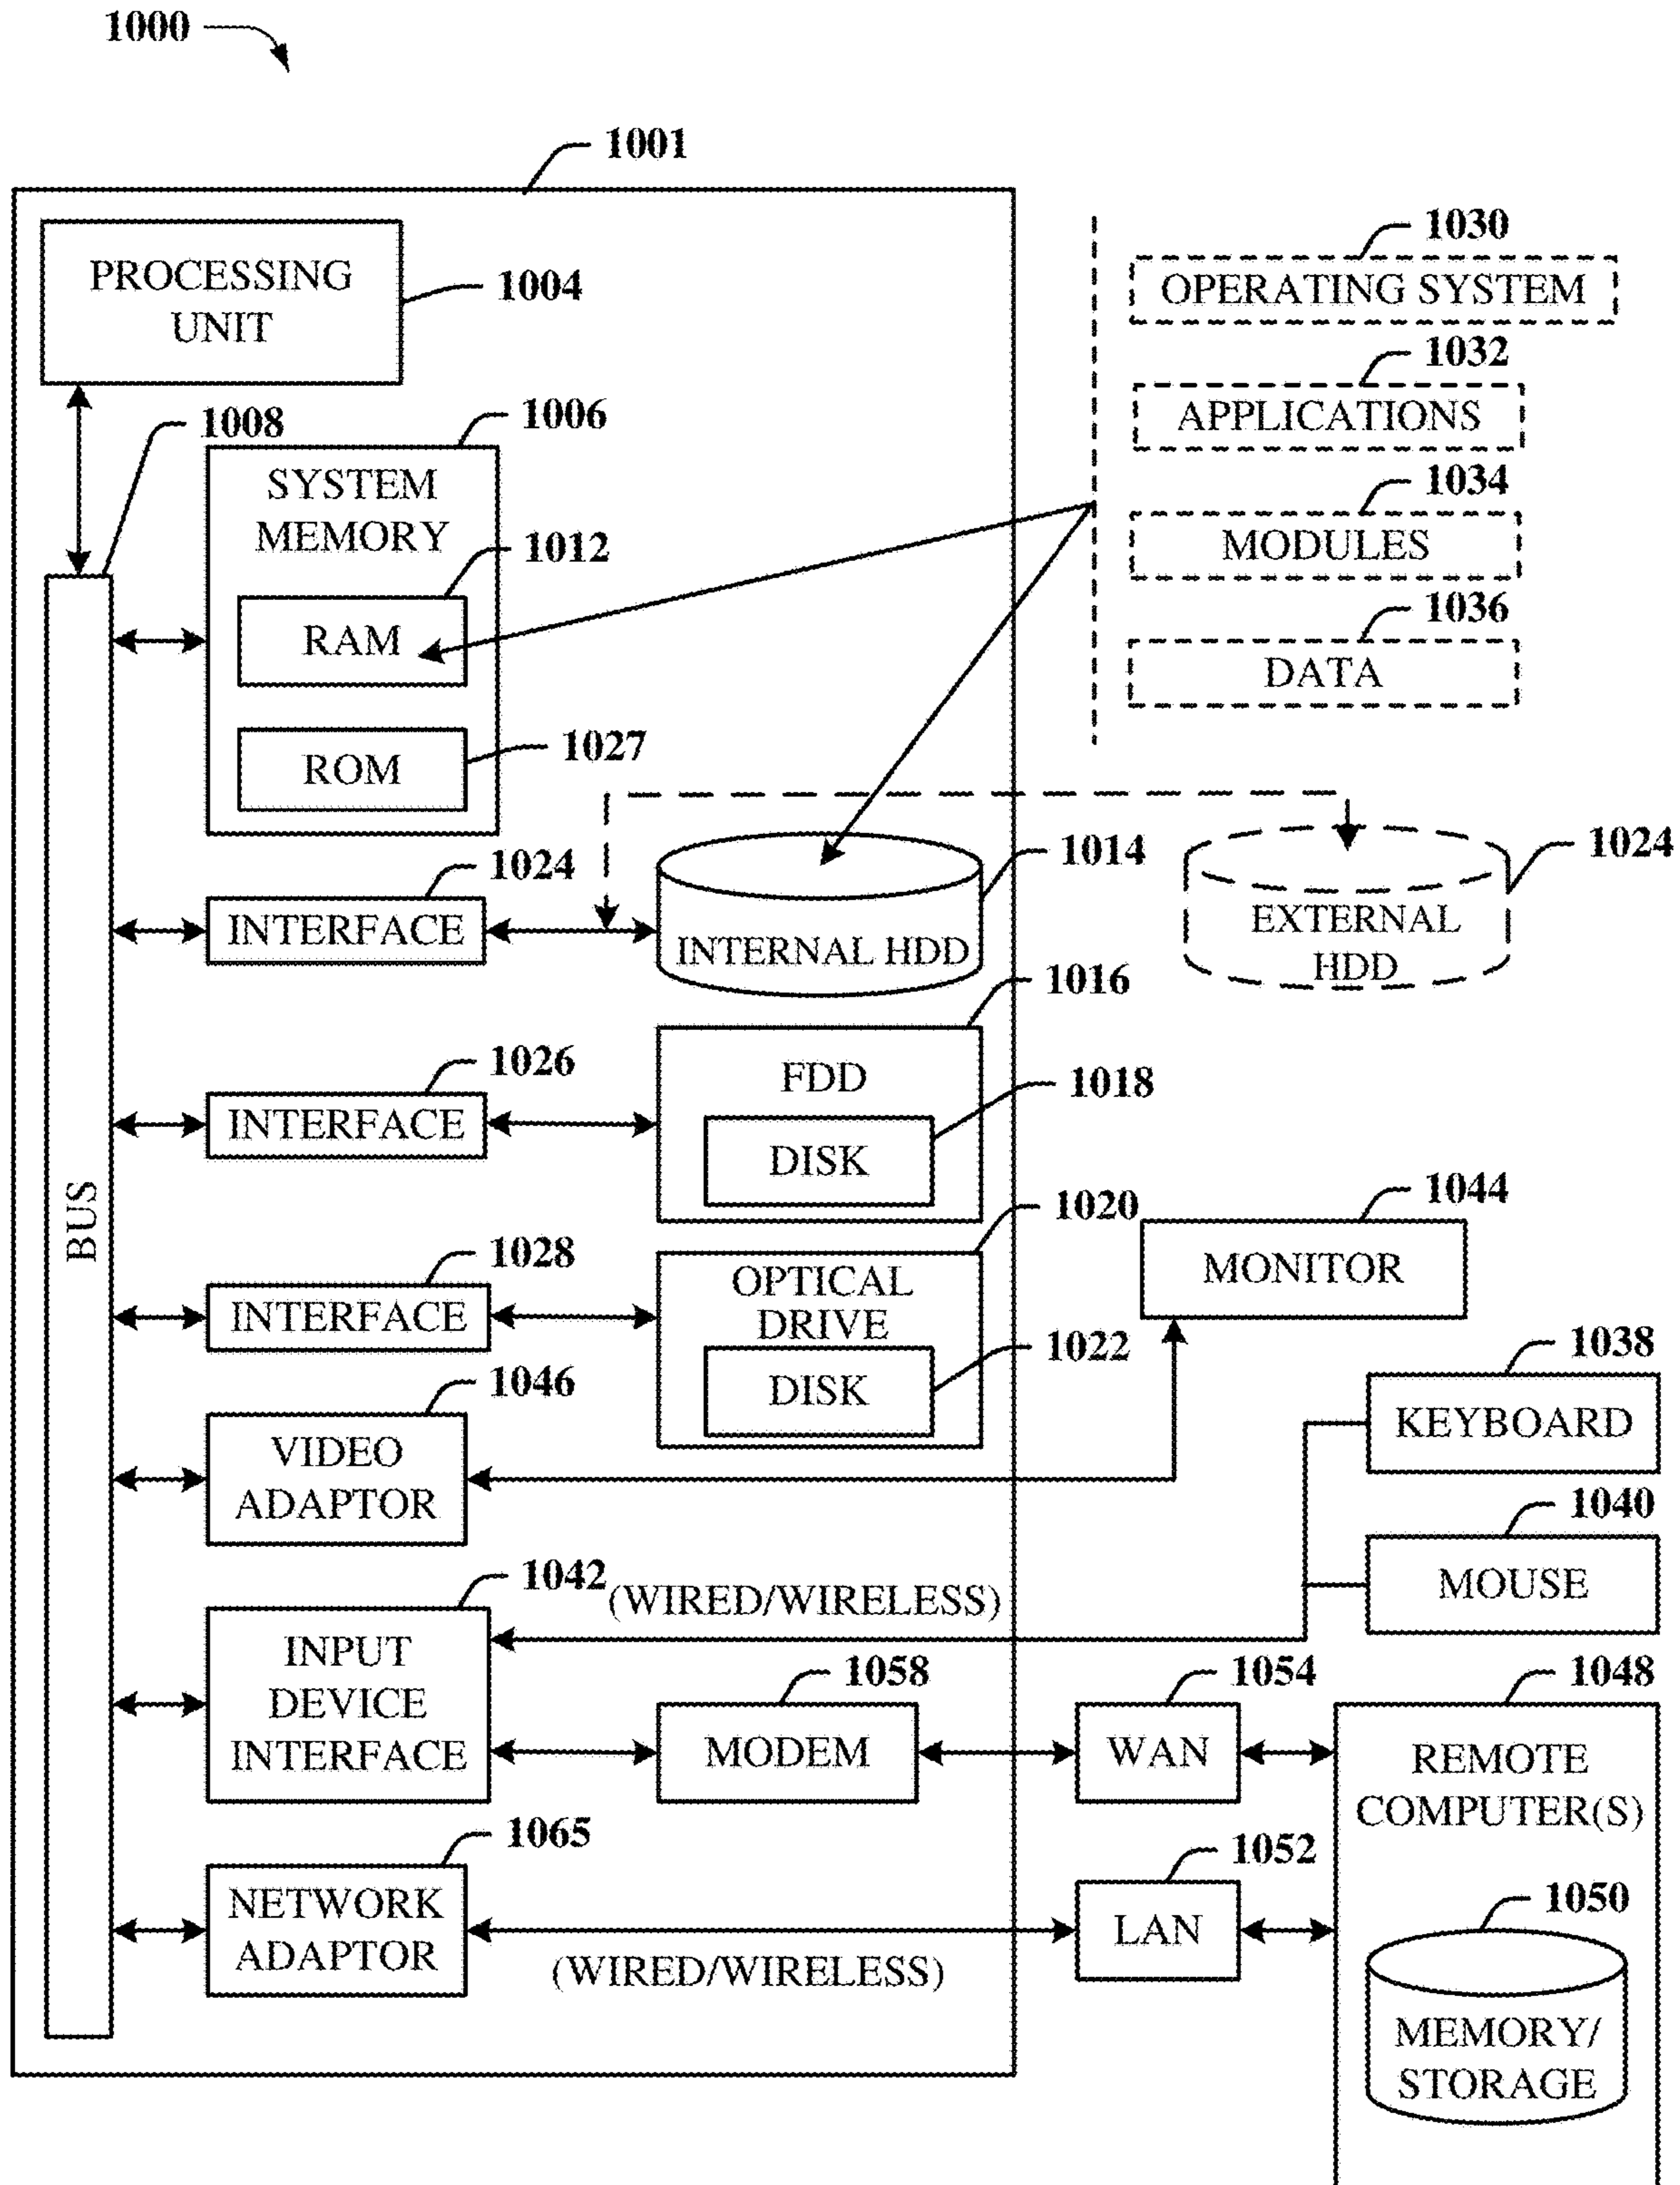 1000
1001
PROCESSING
UNIT
1004
1030
OPERATING SYSTEM
1032
APPLICATIONS
1034
MODULES
1036
DATA
1008
1006
SYSTEM
MEMORY
1012
RAM
1027
ROM
BUS
1024
INTERFACE
1014
INTERNAL HDD
1024
EXTERNAL
HDD
1026
INTERFACE
1016
FDD
1018
DISK
1028
INTERFACE
1020
OPTICAL
DRIVE
1022
DISK
1044
MONITOR
1046
VIDEO
ADAPTOR
1038
KEYBOARD
1040
MOUSE
1042
(WIRED/WIRELESS)
INPUT
DEVICE
INTERFACE
1058
MODEM
1054
WAN
1048
REMOTE
COMPUTER(S)
1065
NETWORK
ADAPTOR
(WIRED/WIRELESS)
1052
LAN
1050
MEMORY/
STORAGE